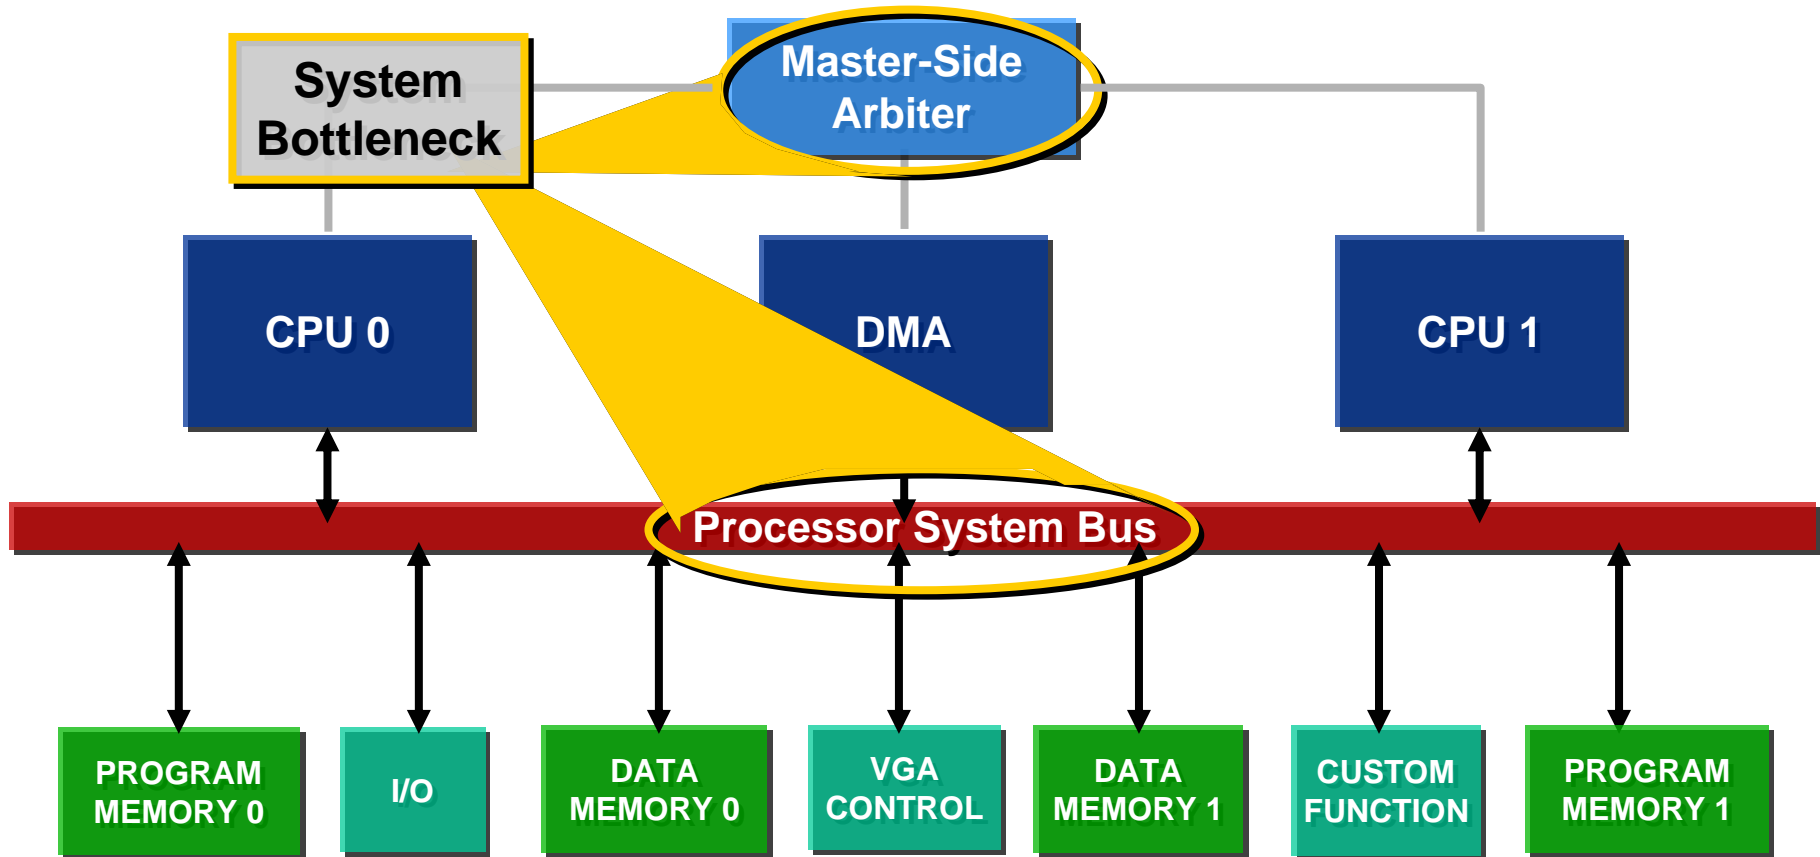 System
Bottleneck
Master-Side
Arbiter
CPU 0
DMA
CPU 1
Processor System Bus
PROGRAM
MEMORY 0
I/O
DATA
MEMORY 0
VGA
CONTROL
DATA
MEMORY 1
CUSTOM
FUNCTION
PROGRAM
MEMORY 1